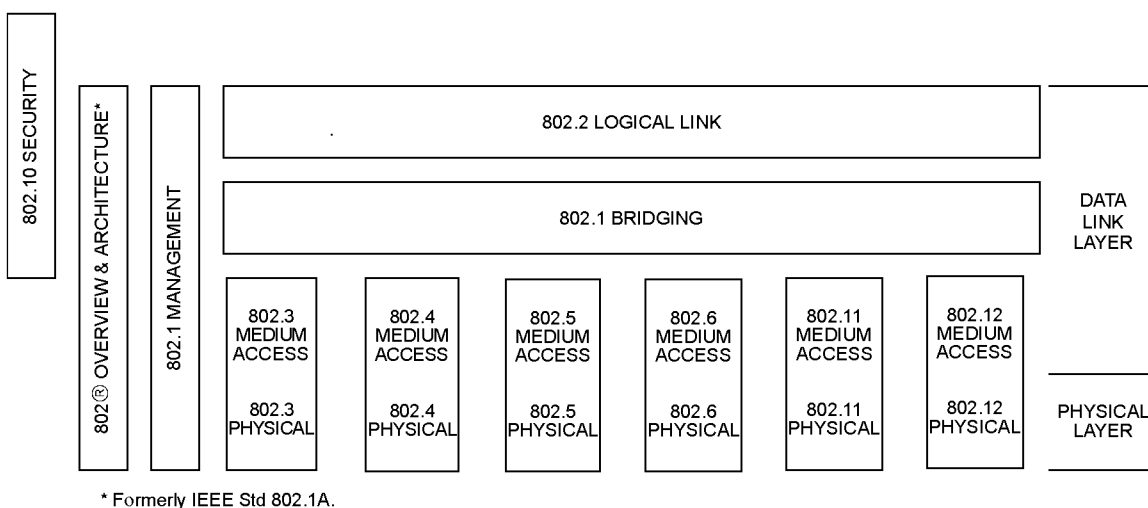 802.10 SECURITY
802® OVERVIEW & ARCHITECTURE*
802.1 MANAGEMENT
802.2 LOGICAL LINK
802.1 BRIDGING
DATA
LINK
LAYER
802.3
MEDIUM
ACCESS
802.3
PHYSICAL
802.4
MEDIUM
ACCESS
802.4
PHYSICAL
802.5
MEDIUM
ACCESS
802.5
PHYSICAL
802.6
MEDIUM
ACCESS
802.6
PHYSICAL
802.11
MEDIUM
ACCESS
802.11
PHYSICAL
802.12
MEDIUM
ACCESS
802.12
PHYSICAL
PHYSICAL
LAYER
* Formerly IEEE Std 802.1A.